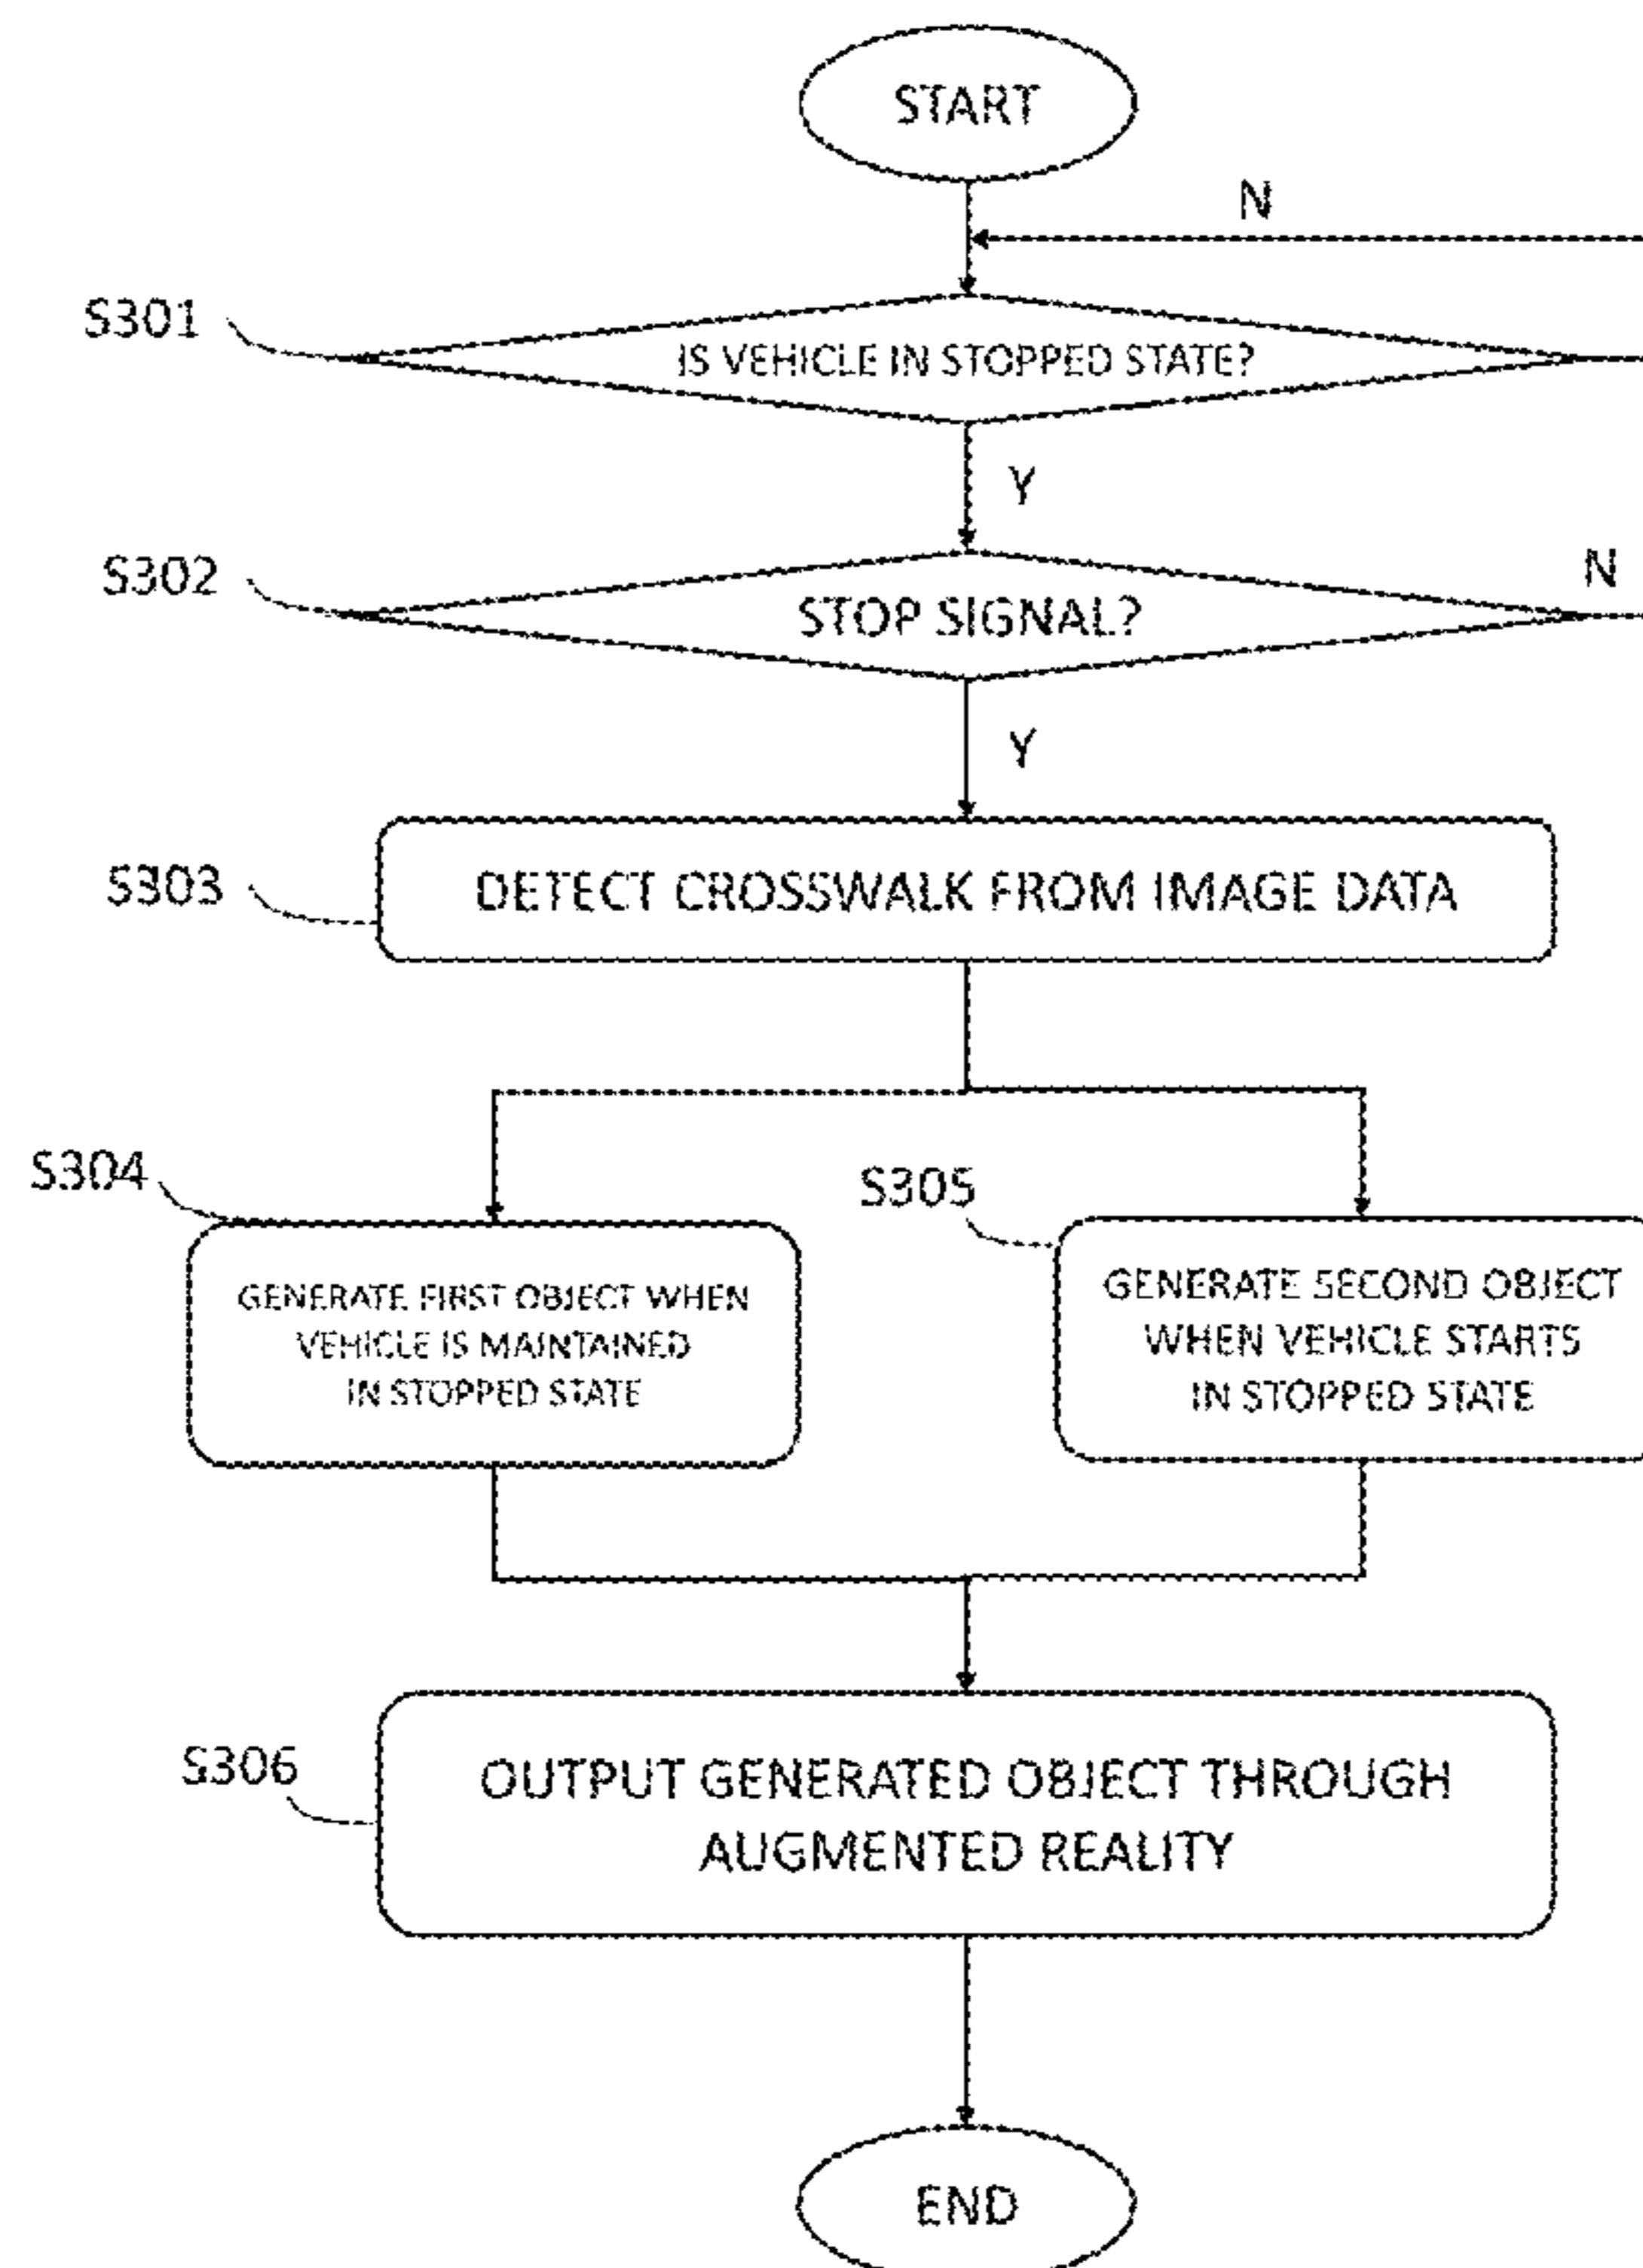 START
N
S301
IS VEHICLE IN STOPPED STATE?
Y
S302
N
STOP SIGNAL?
Y
S303
DETECT CROSSWALK FROM IMAGE DATA
S304
GENERATE FIRST OBJECT WHEN
VEHICLE IS MAINTAINED
IN STOPPED STATE
S305
GENERATE SECOND OBJECT
WHEN VEHICLE STARTS
IN STOPPED STATE
S306
OUTPUT GENERATED OBJECT THROUGH
AUGMENTED REALITY
END